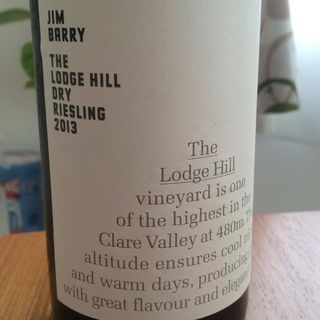 JIM
BARRY
THE
LODGE HILL
DRY
RIESLING
2013
The
Lodge Hill
vineyard is one
of the highest in the
Clare Valley at 480m.
altitude ensures cool
and warm days, producing
with great flavour and